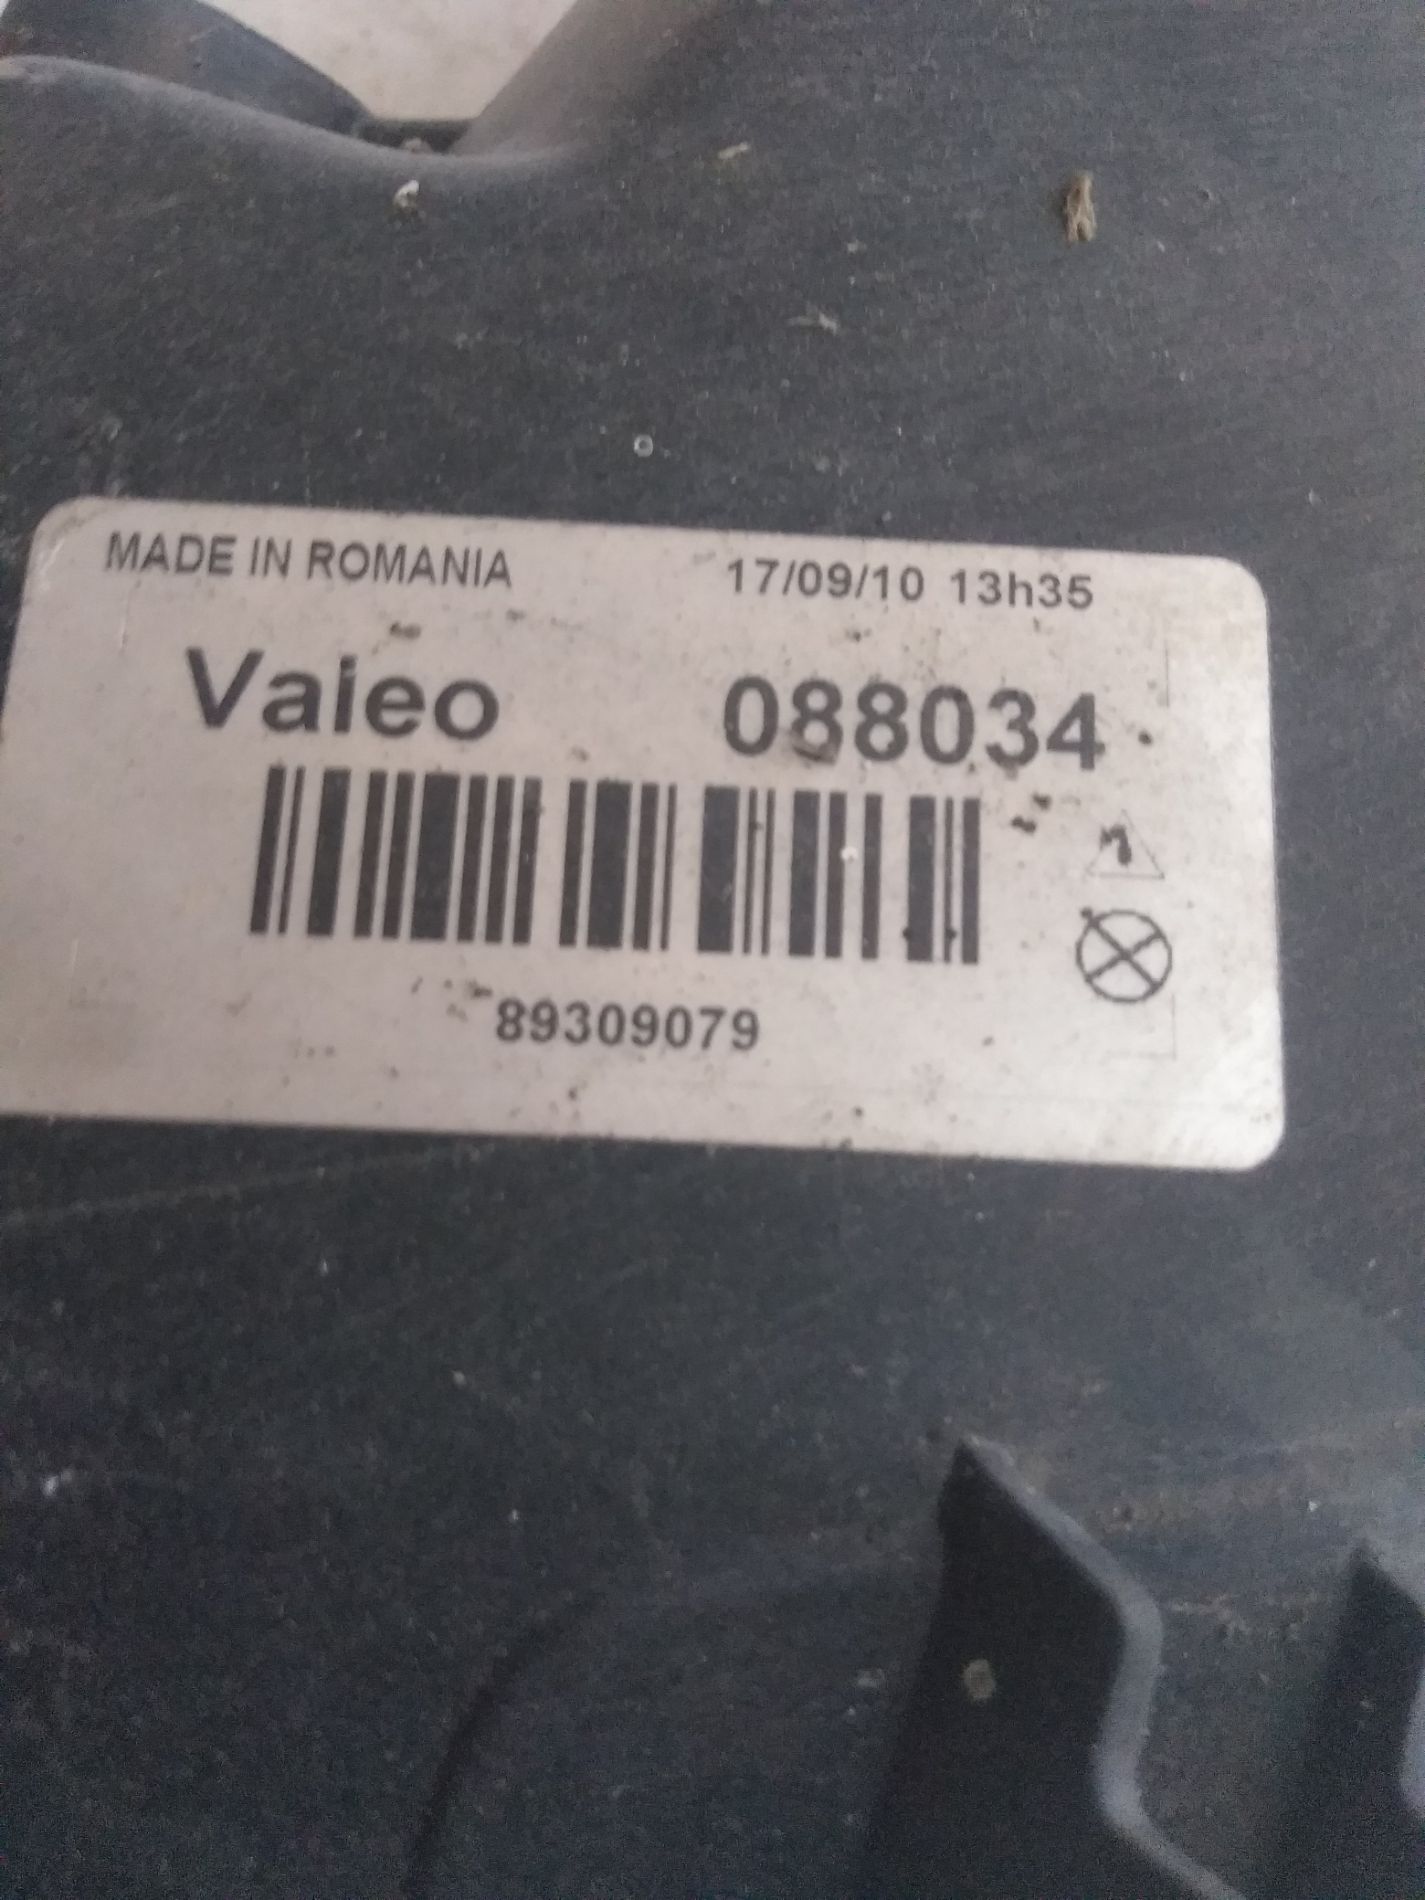 MADE IN ROMANIA 17/09/10 13h35
Valeo 088034
89309079